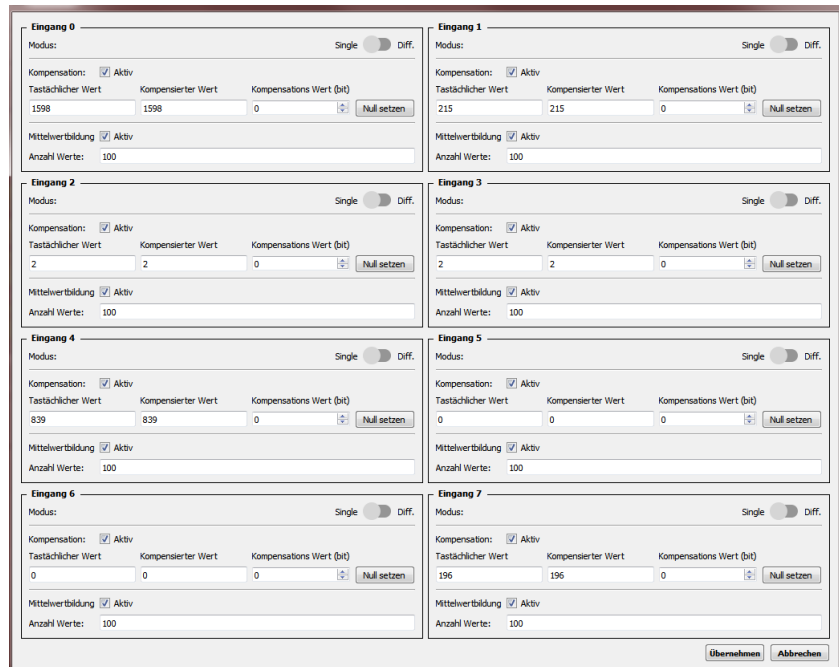 Eingang 0
Modus: Single Diff.
Kompensation: Aktiv
Tastächlicher Wert Kompensierter Wert Kompensations Wert (bit)
1598 1598 0 Null setzen
Mittelwertbildung Aktiv
Anzahl Werte: 100
Eingang 1
Modus: Single Diff.
Kompensation: Aktiv
Tastächlicher Wert Kompensierter Wert Kompensations Wert (bit)
215 215 0 Null setzen
Mittelwertbildung Aktiv
Anzahl Werte: 100
Eingang 2
Modus: Single Diff.
Kompensation: Aktiv
Tastächlicher Wert Kompensierter Wert Kompensations Wert (bit)
2 2 0 Null setzen
Mittelwertbildung Aktiv
Anzahl Werte: 100
Eingang 3
Modus: Single Diff.
Kompensation: Aktiv
Tastächlicher Wert Kompensierter Wert Kompensations Wert (bit)
2 2 0 Null setzen
Mittelwertbildung Aktiv
Anzahl Werte: 100
Eingang 4
Modus: Single Diff.
Kompensation: Aktiv
Tastächlicher Wert Kompensierter Wert Kompensations Wert (bit)
839 839 0 Null setzen
Mittelwertbildung Aktiv
Anzahl Werte: 100
Eingang 5
Modus: Single Diff.
Kompensation: Aktiv
Tastächlicher Wert Kompensierter Wert Kompensations Wert (bit)
0 0 0 Null setzen
Mittelwertbildung Aktiv
Anzahl Werte: 100
Eingang 6
Modus: Single Diff.
Kompensation: Aktiv
Tastächlicher Wert Kompensierter Wert Kompensations Wert (bit)
0 0 0 Null setzen
Mittelwertbildung Aktiv
Anzahl Werte: 100
Eingang 7
Modus: Single Diff.
Kompensation: Aktiv
Tastächlicher Wert Kompensierter Wert Kompensations Wert (bit)
196 196 0 Null setzen
Mittelwertbildung Aktiv
Anzahl Werte: 100
Übernehmen Abbrechen